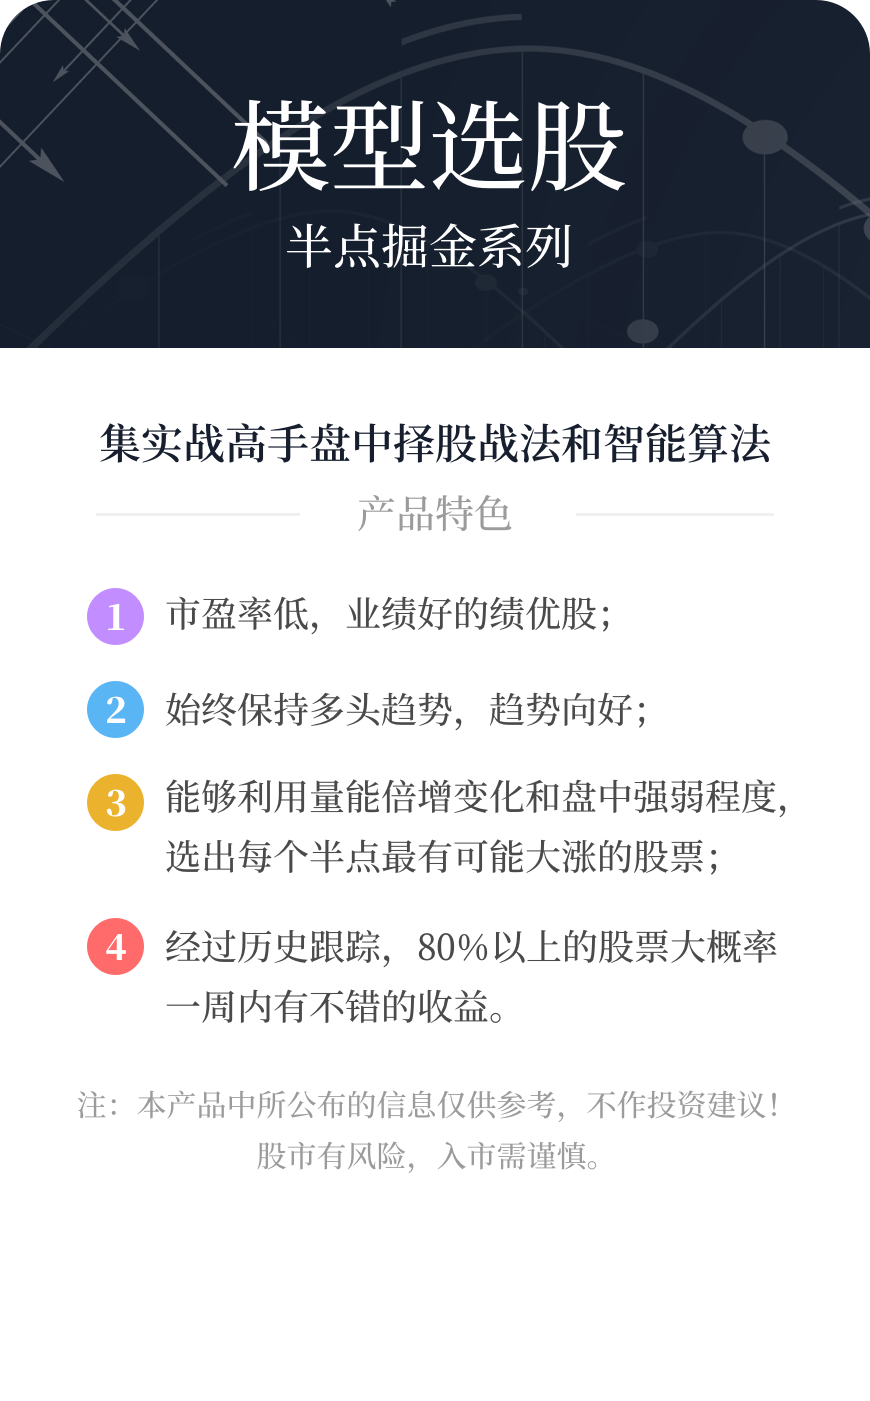 模型选股
半点掘金系列
集实战高手盘中择股战法和智能算法
产品特色
1 市盈率低，业绩好的绩优股；
2 始终保持多头趋势，趋势向好；
3 能够利用量能倍增变化和盘中强弱程度，
选出每个半点最有可能大涨的股票；
4 经过历史跟踪，80%以上的股票大概率
一周内有不错的收益。
注：本产品中所公布的信息仅供参考，不作投资建议！
股市有风险，入市需谨慎。